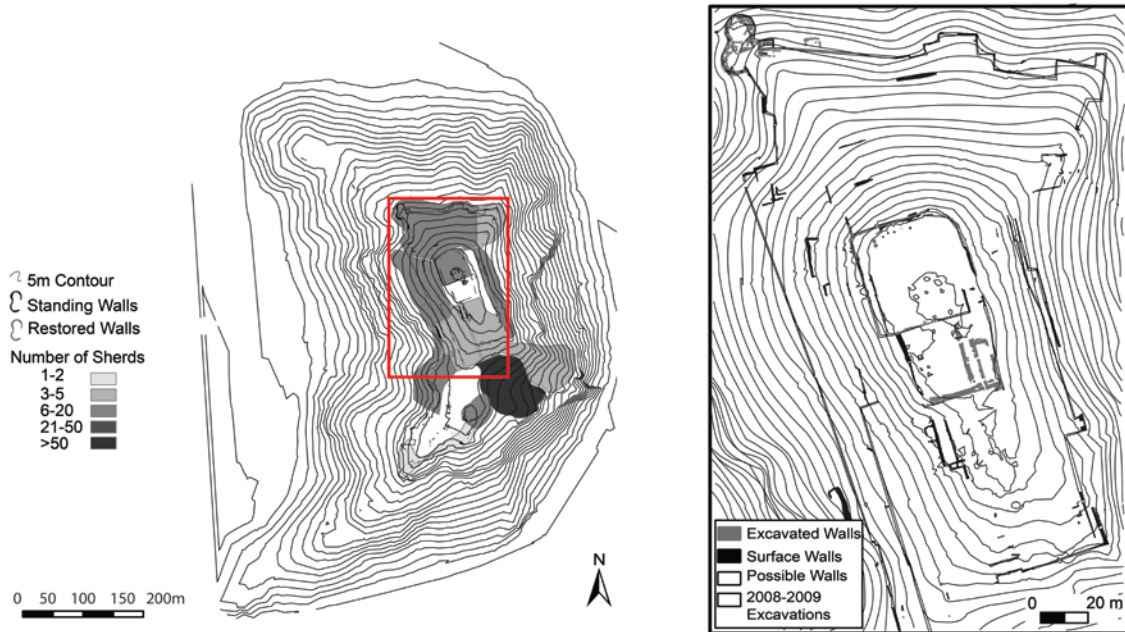 5m Contour
Standing Walls
Restored Walls
Number of Sherds
1-2
3-5
6-20
21-50
>50
0 50 100 150 200m
N
Excavated Walls
Surface Walls
Possible Walls
2008-2009
Excavations
0 20 m